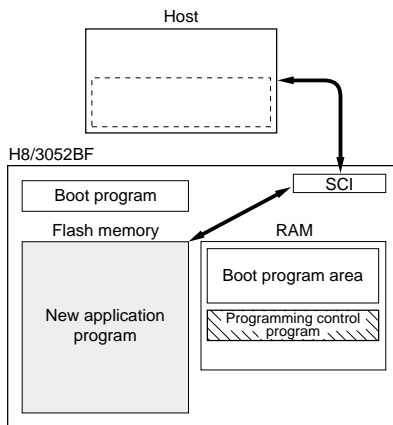 Host
H8/3052BF
SCI
Boot program
Flash memory
RAM
Boot program area
New application
program
Programming control
program